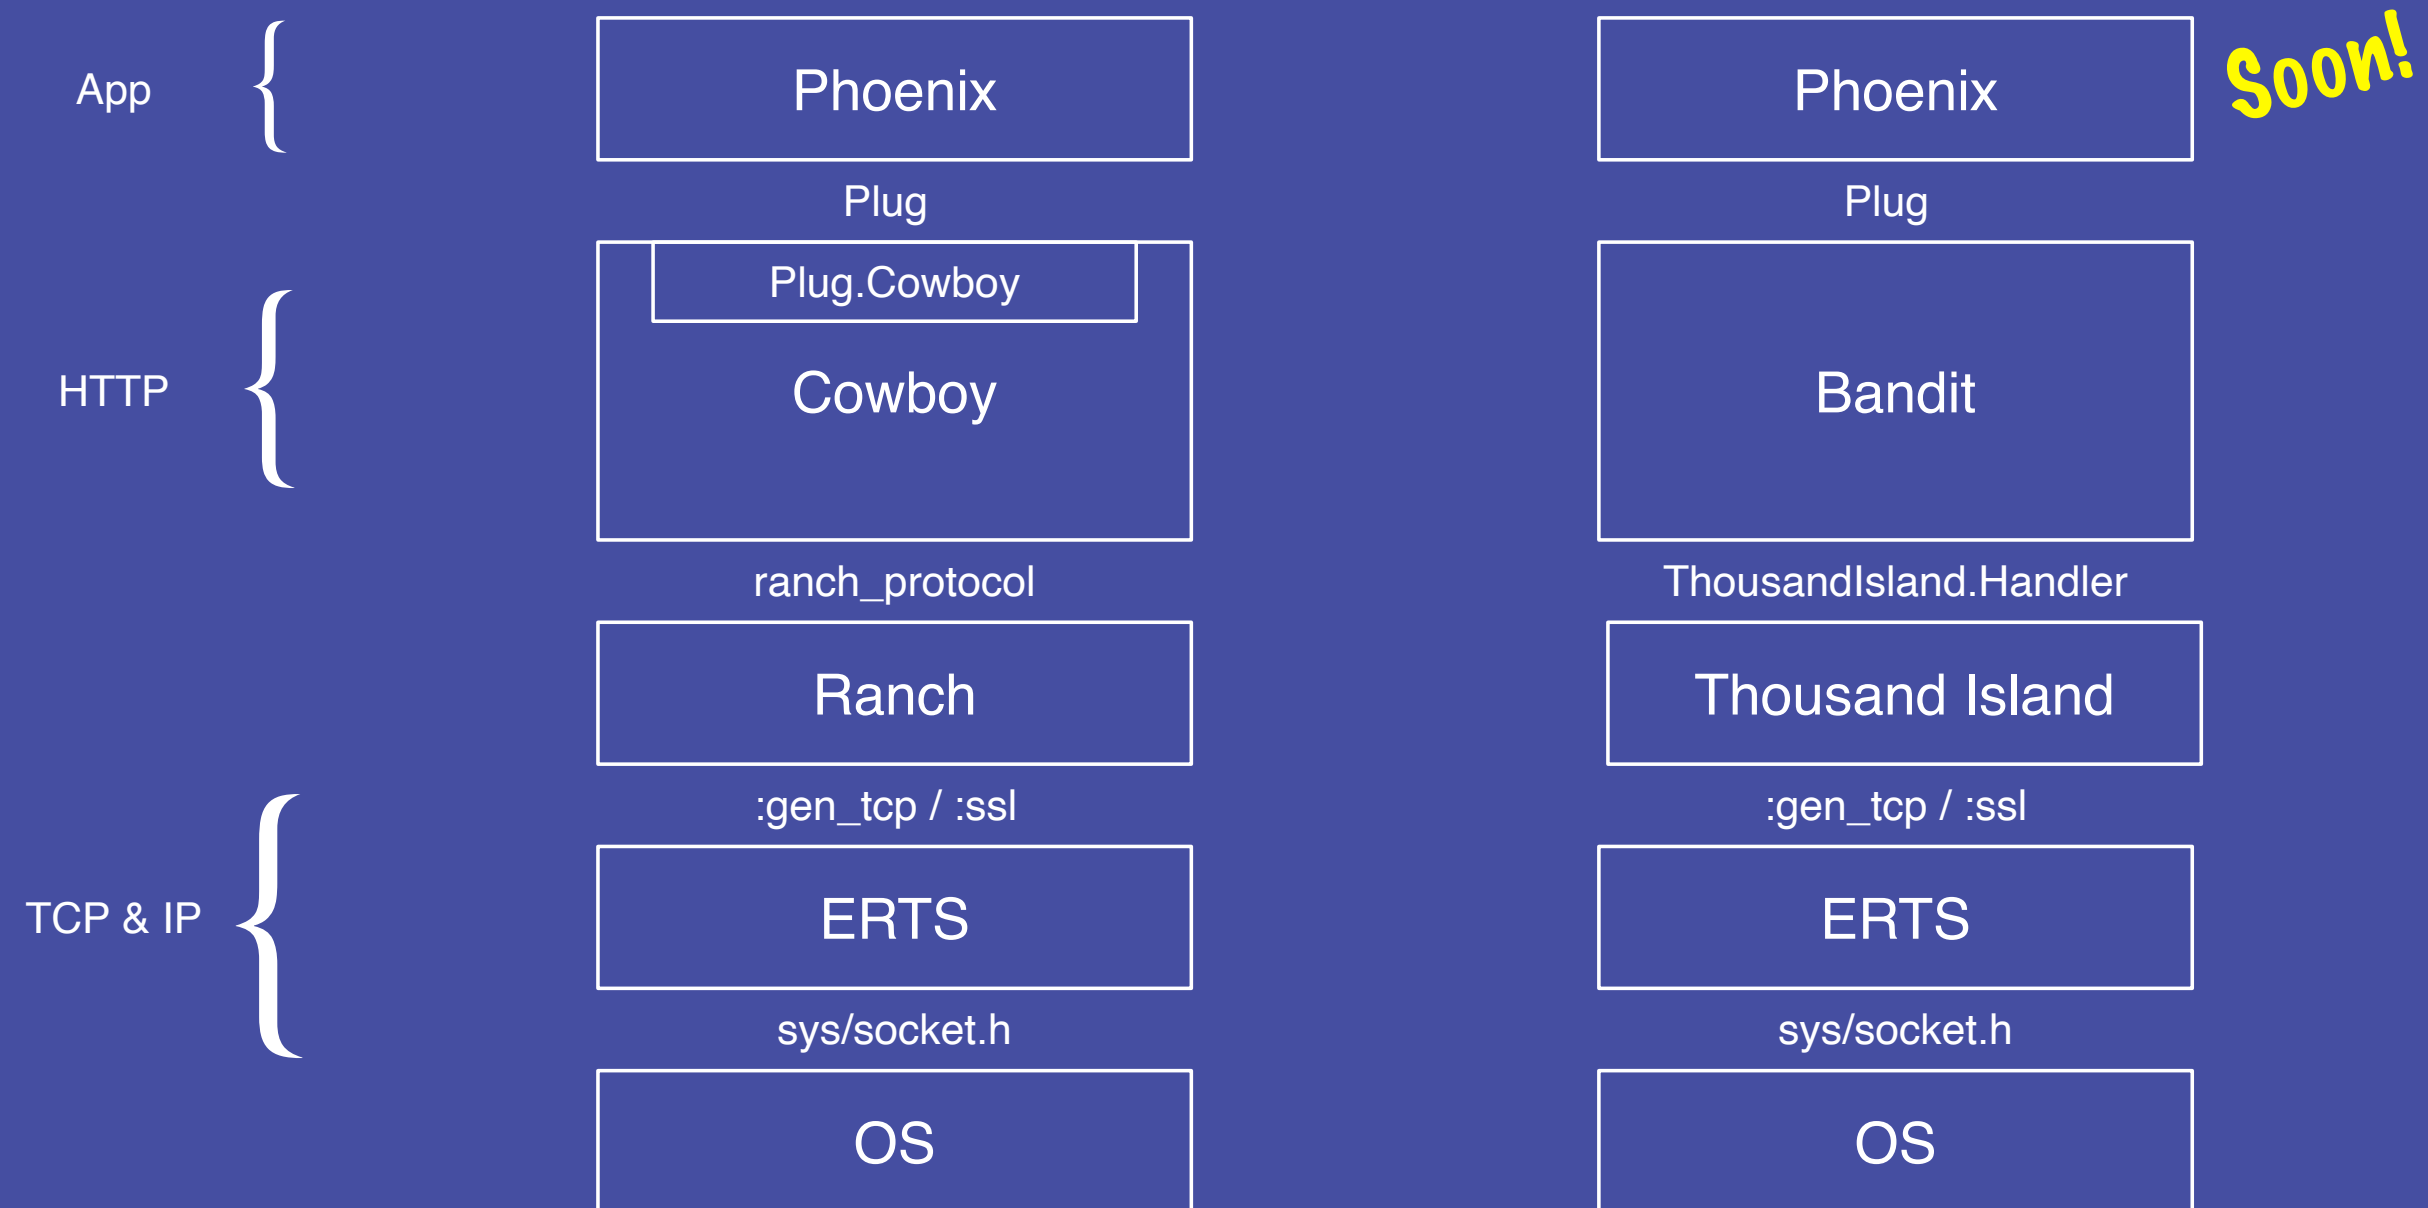 App
Phoenix
Phoenix
Soon!
Plug
Plug
Plug.Cowboy
HTTP
Cowboy
Bandit
ranch_protocol
ThousandIsland.Handler
Ranch
Thousand Island
:gen_tcp / :ssl
:gen_tcp / :ssl
TCP & IP
ERTS
ERTS
sys/socket.h
sys/socket.h
OS
OS